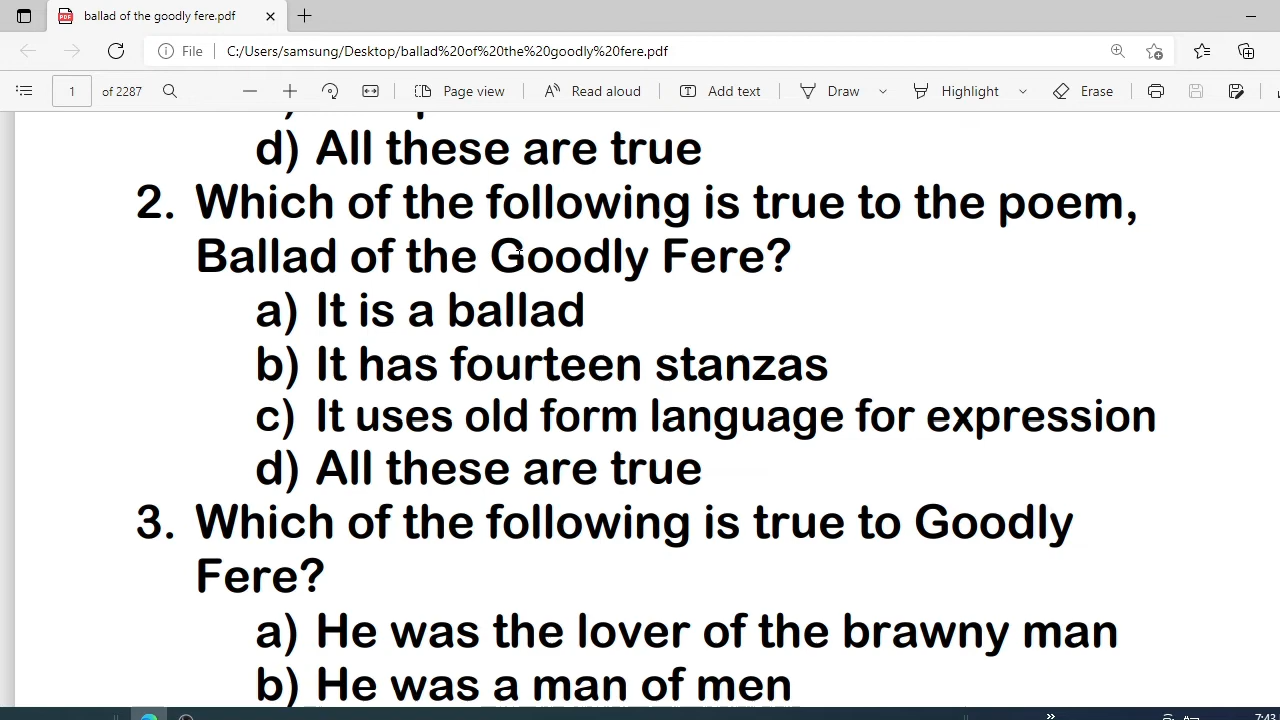 ballad of the goodly fere.pdf
File C:/Users/samsung/Desktop/ballad%20of%20the%20goodly%20fere.pdf
1 of 2287 Page view Read aloud Add text Draw Highlight Erase
d) All these are true
2. Which of the following is true to the poem,
Ballad of the Goodly Fere?
a) It is a ballad
b) It has fourteen stanzas
c) It uses old form language for expression
d) All these are true
3. Which of the following is true to Goodly
Fere?
a) He was the lover of the brawny man
b) He was a man of men